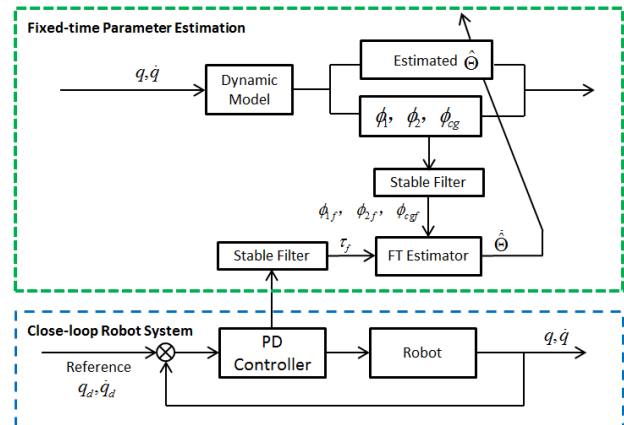 Fixed-time Parameter Estimation
q, q̇
Dynamic
Model
Estimated Θ̂
ϕ₁, ϕ₂, ϕcg
Stable Filter
ϕ₁f, ϕ₂f, ϕcgf
Stable Filter
τf
FT Estimator
Θ̂
Close-loop Robot System
PD
Controller
Robot
q, q̇
Reference
qd, q̇d